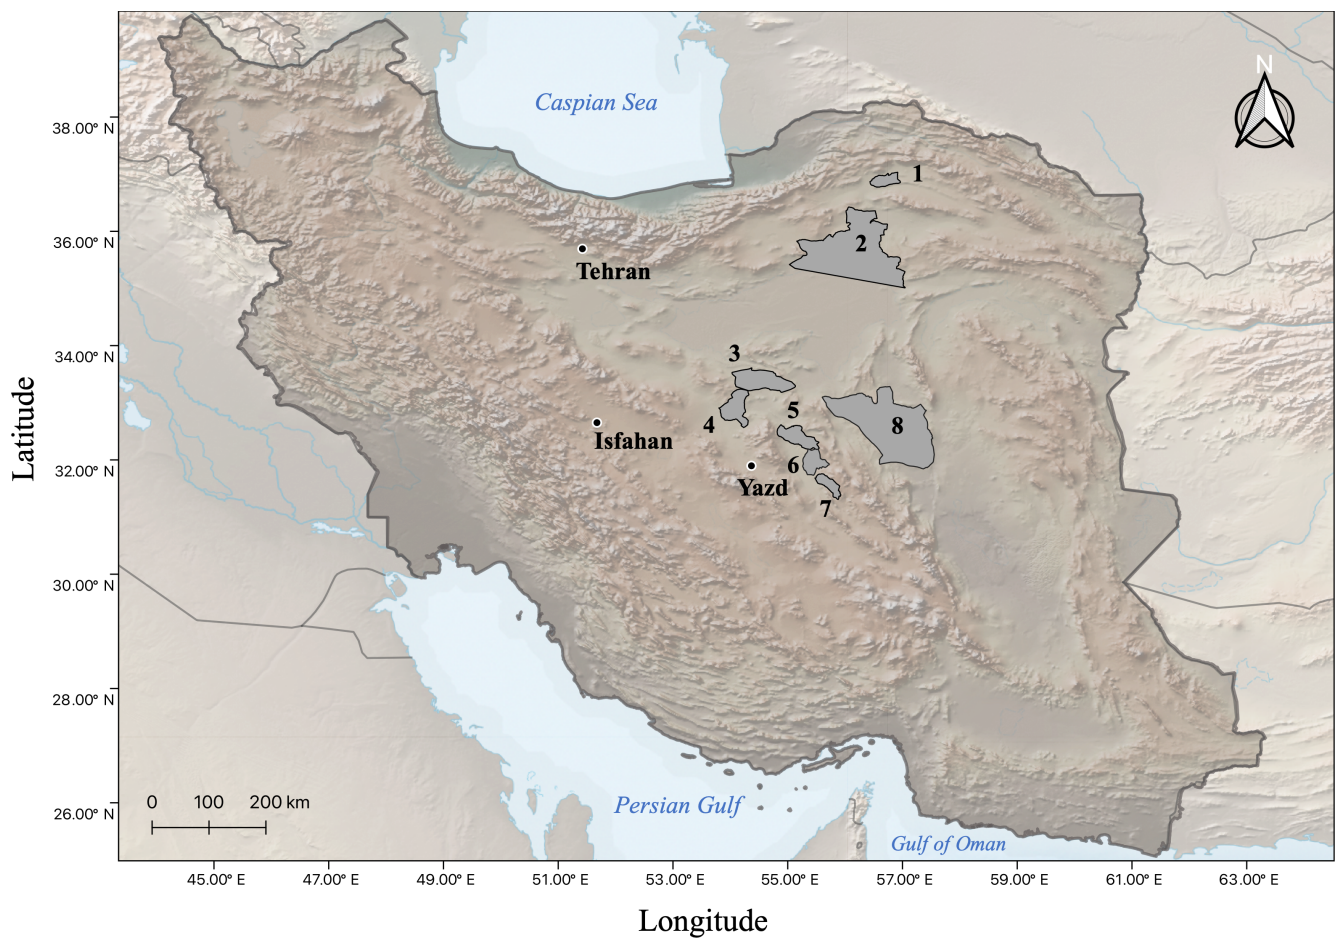 N
Caspian Sea
38.00° N
1
36.00° N
2
Tehran
34.00° N
3
Latitude
5
4
8
Isfahan
32.00° N
6
Yazd
7
30.00° N
28.00° N
0 100 200 km
Persian Gulf
26.00° N
Gulf of Oman
45.00° E 47.00° E 49.00° E 51.00° E 53.00° E 55.00° E 57.00° E 59.00° E 61.00° E 63.00° E
Longitude